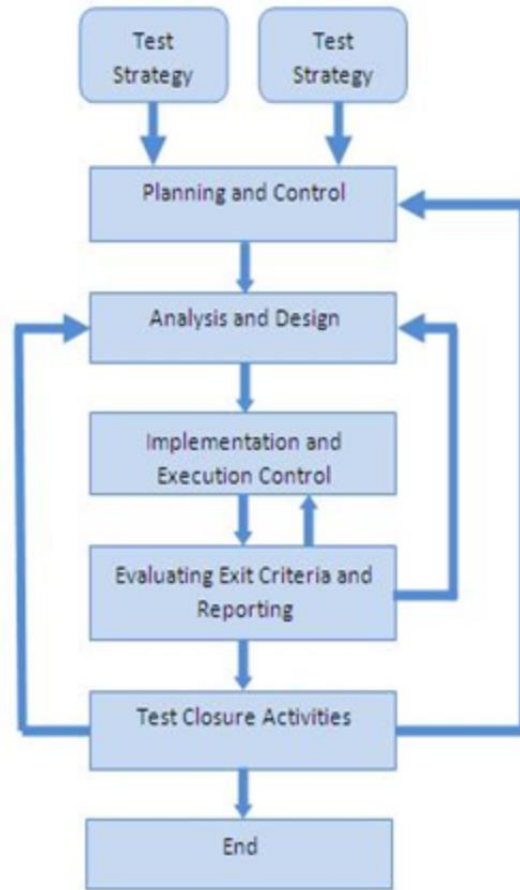 Test
Strategy
Test
Strategy
Planning and Control
Analysis and Design
Implementation and
Execution Control
Evaluating Exit Criteria and
Reporting
Test Closure Activities
End